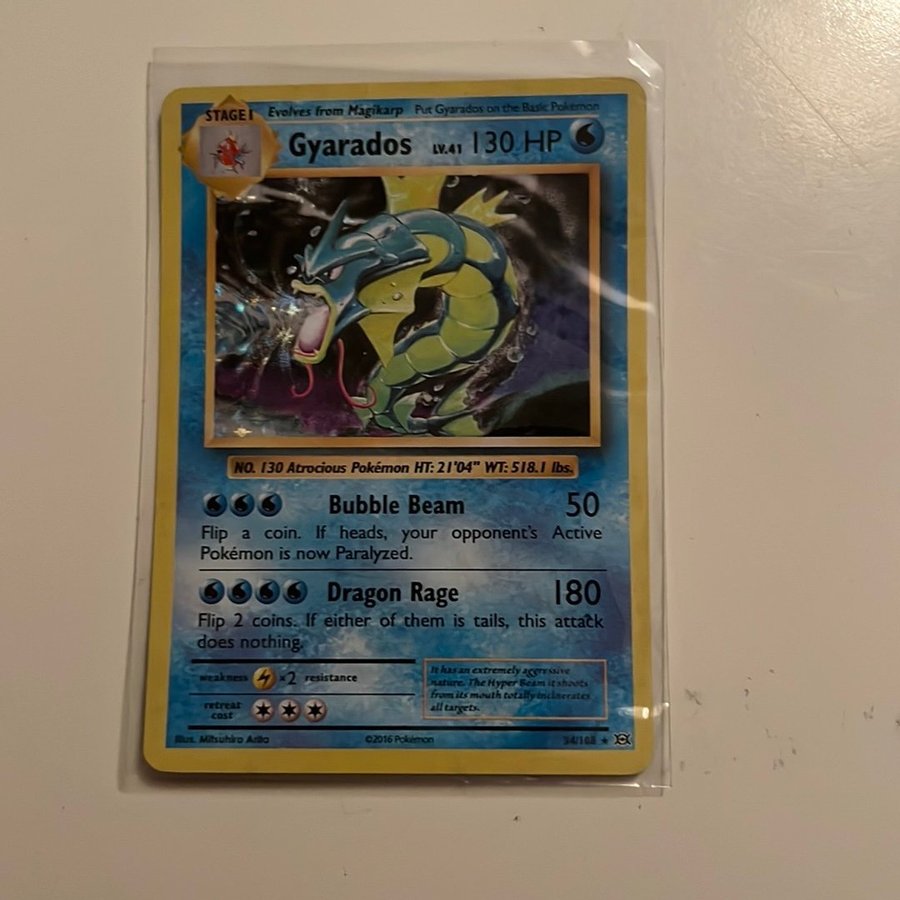 STAGE 1 Evolves from Magikarp Put Gyarados on the Basic Pokémon
Gyarados LV.41 130 HP
NO. 130 Atrocious Pokémon HT: 21'04" WT: 518.1 lbs.
Bubble Beam 50
Flip a coin. If heads, your opponent's Active
Pokémon is now Paralyzed.
Dragon Rage 180
Flip 2 coins. If either of them is tails, this attack
does nothing.
weakness ×2 resistance
It has an extremely aggressive
nature. The Hyper Beam it shoots
from its mouth totally incinerates
all targets.
retreat
cost
Illus. Mitsuhiro Arita ©2016 Pokémon 34/108